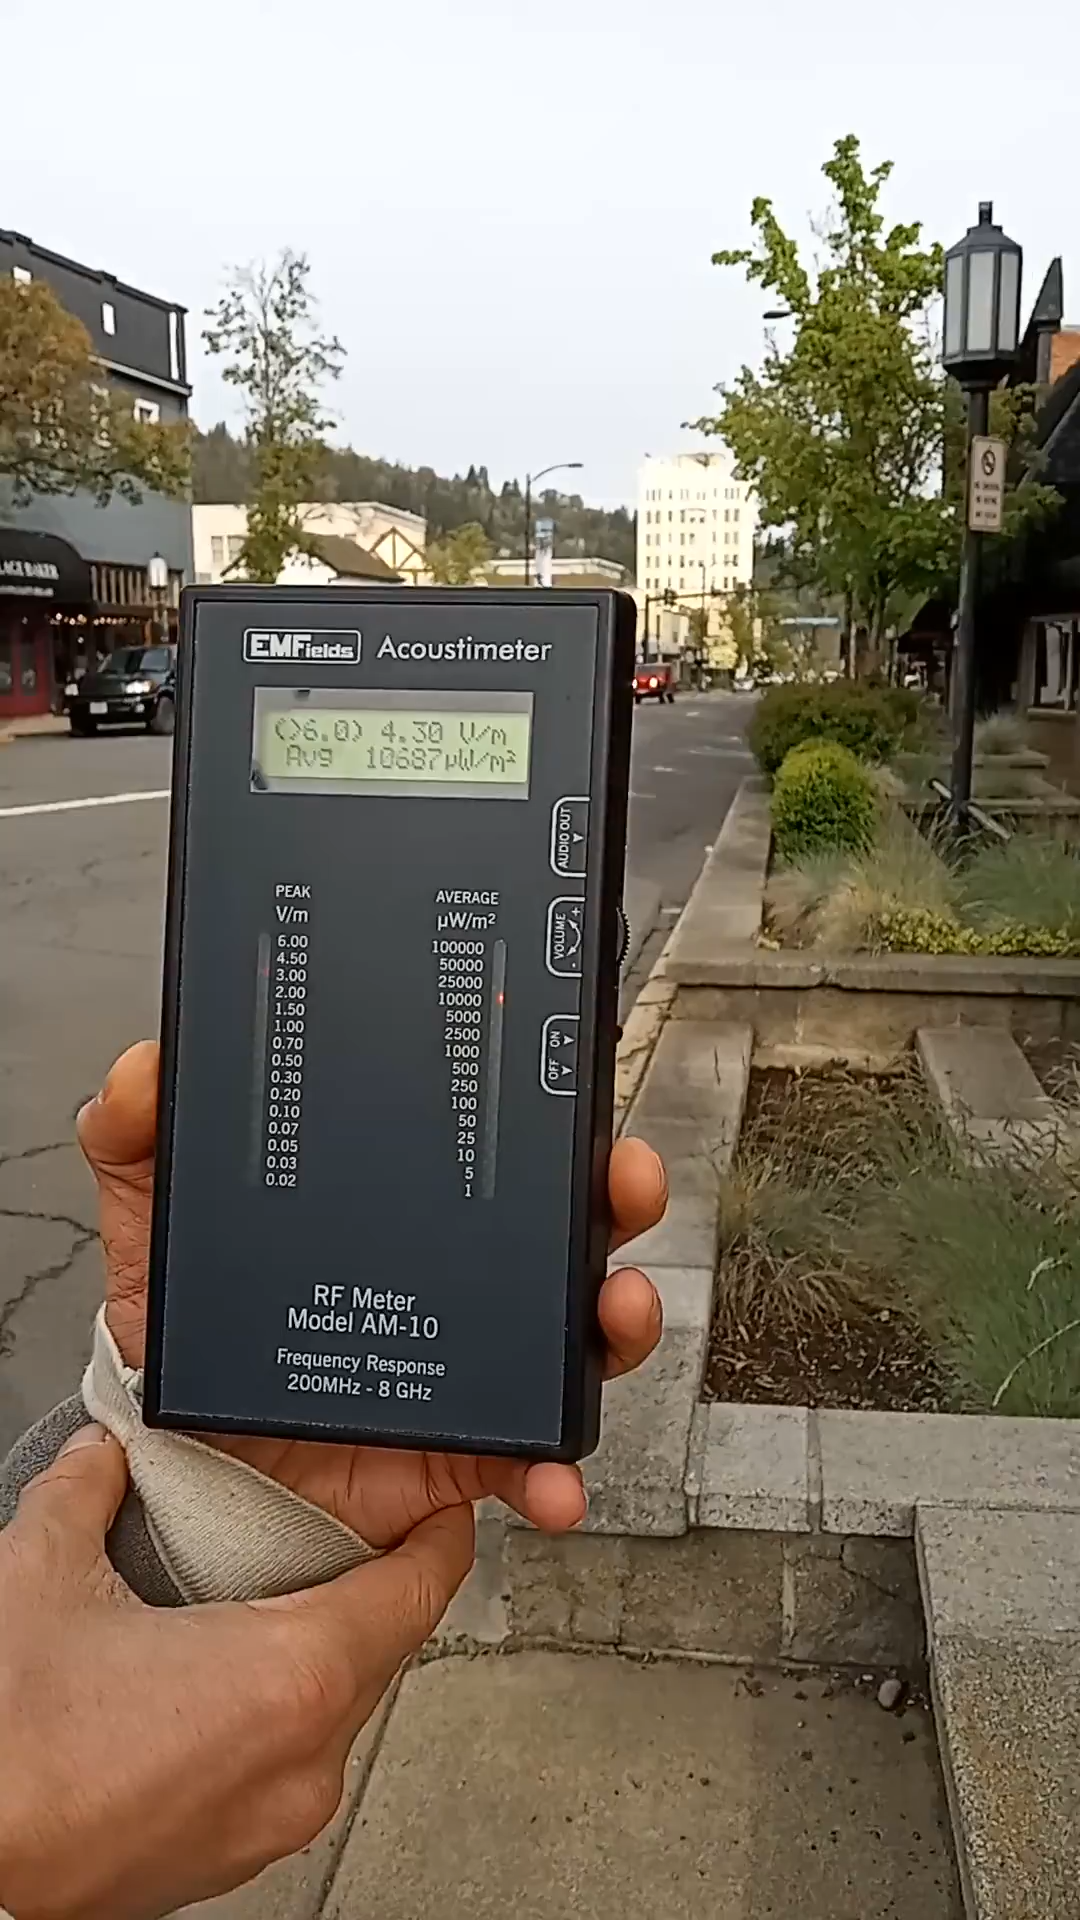 EMFields Acoustimeter
(>6.0) 4.30 V/m
Avg 10687µW/m²
AUDIO OUT
VOLUME
- +
OFF ON
PEAK
V/m
6.00
4.50
3.00
2.00
1.50
1.00
0.70
0.50
0.30
0.20
0.10
0.07
0.05
0.03
0.02
AVERAGE
µW/m²
100000
50000
25000
10000
5000
2500
1000
500
250
100
50
25
10
5
1
RF Meter
Model AM-10
Frequency Response
200MHz - 8 GHz